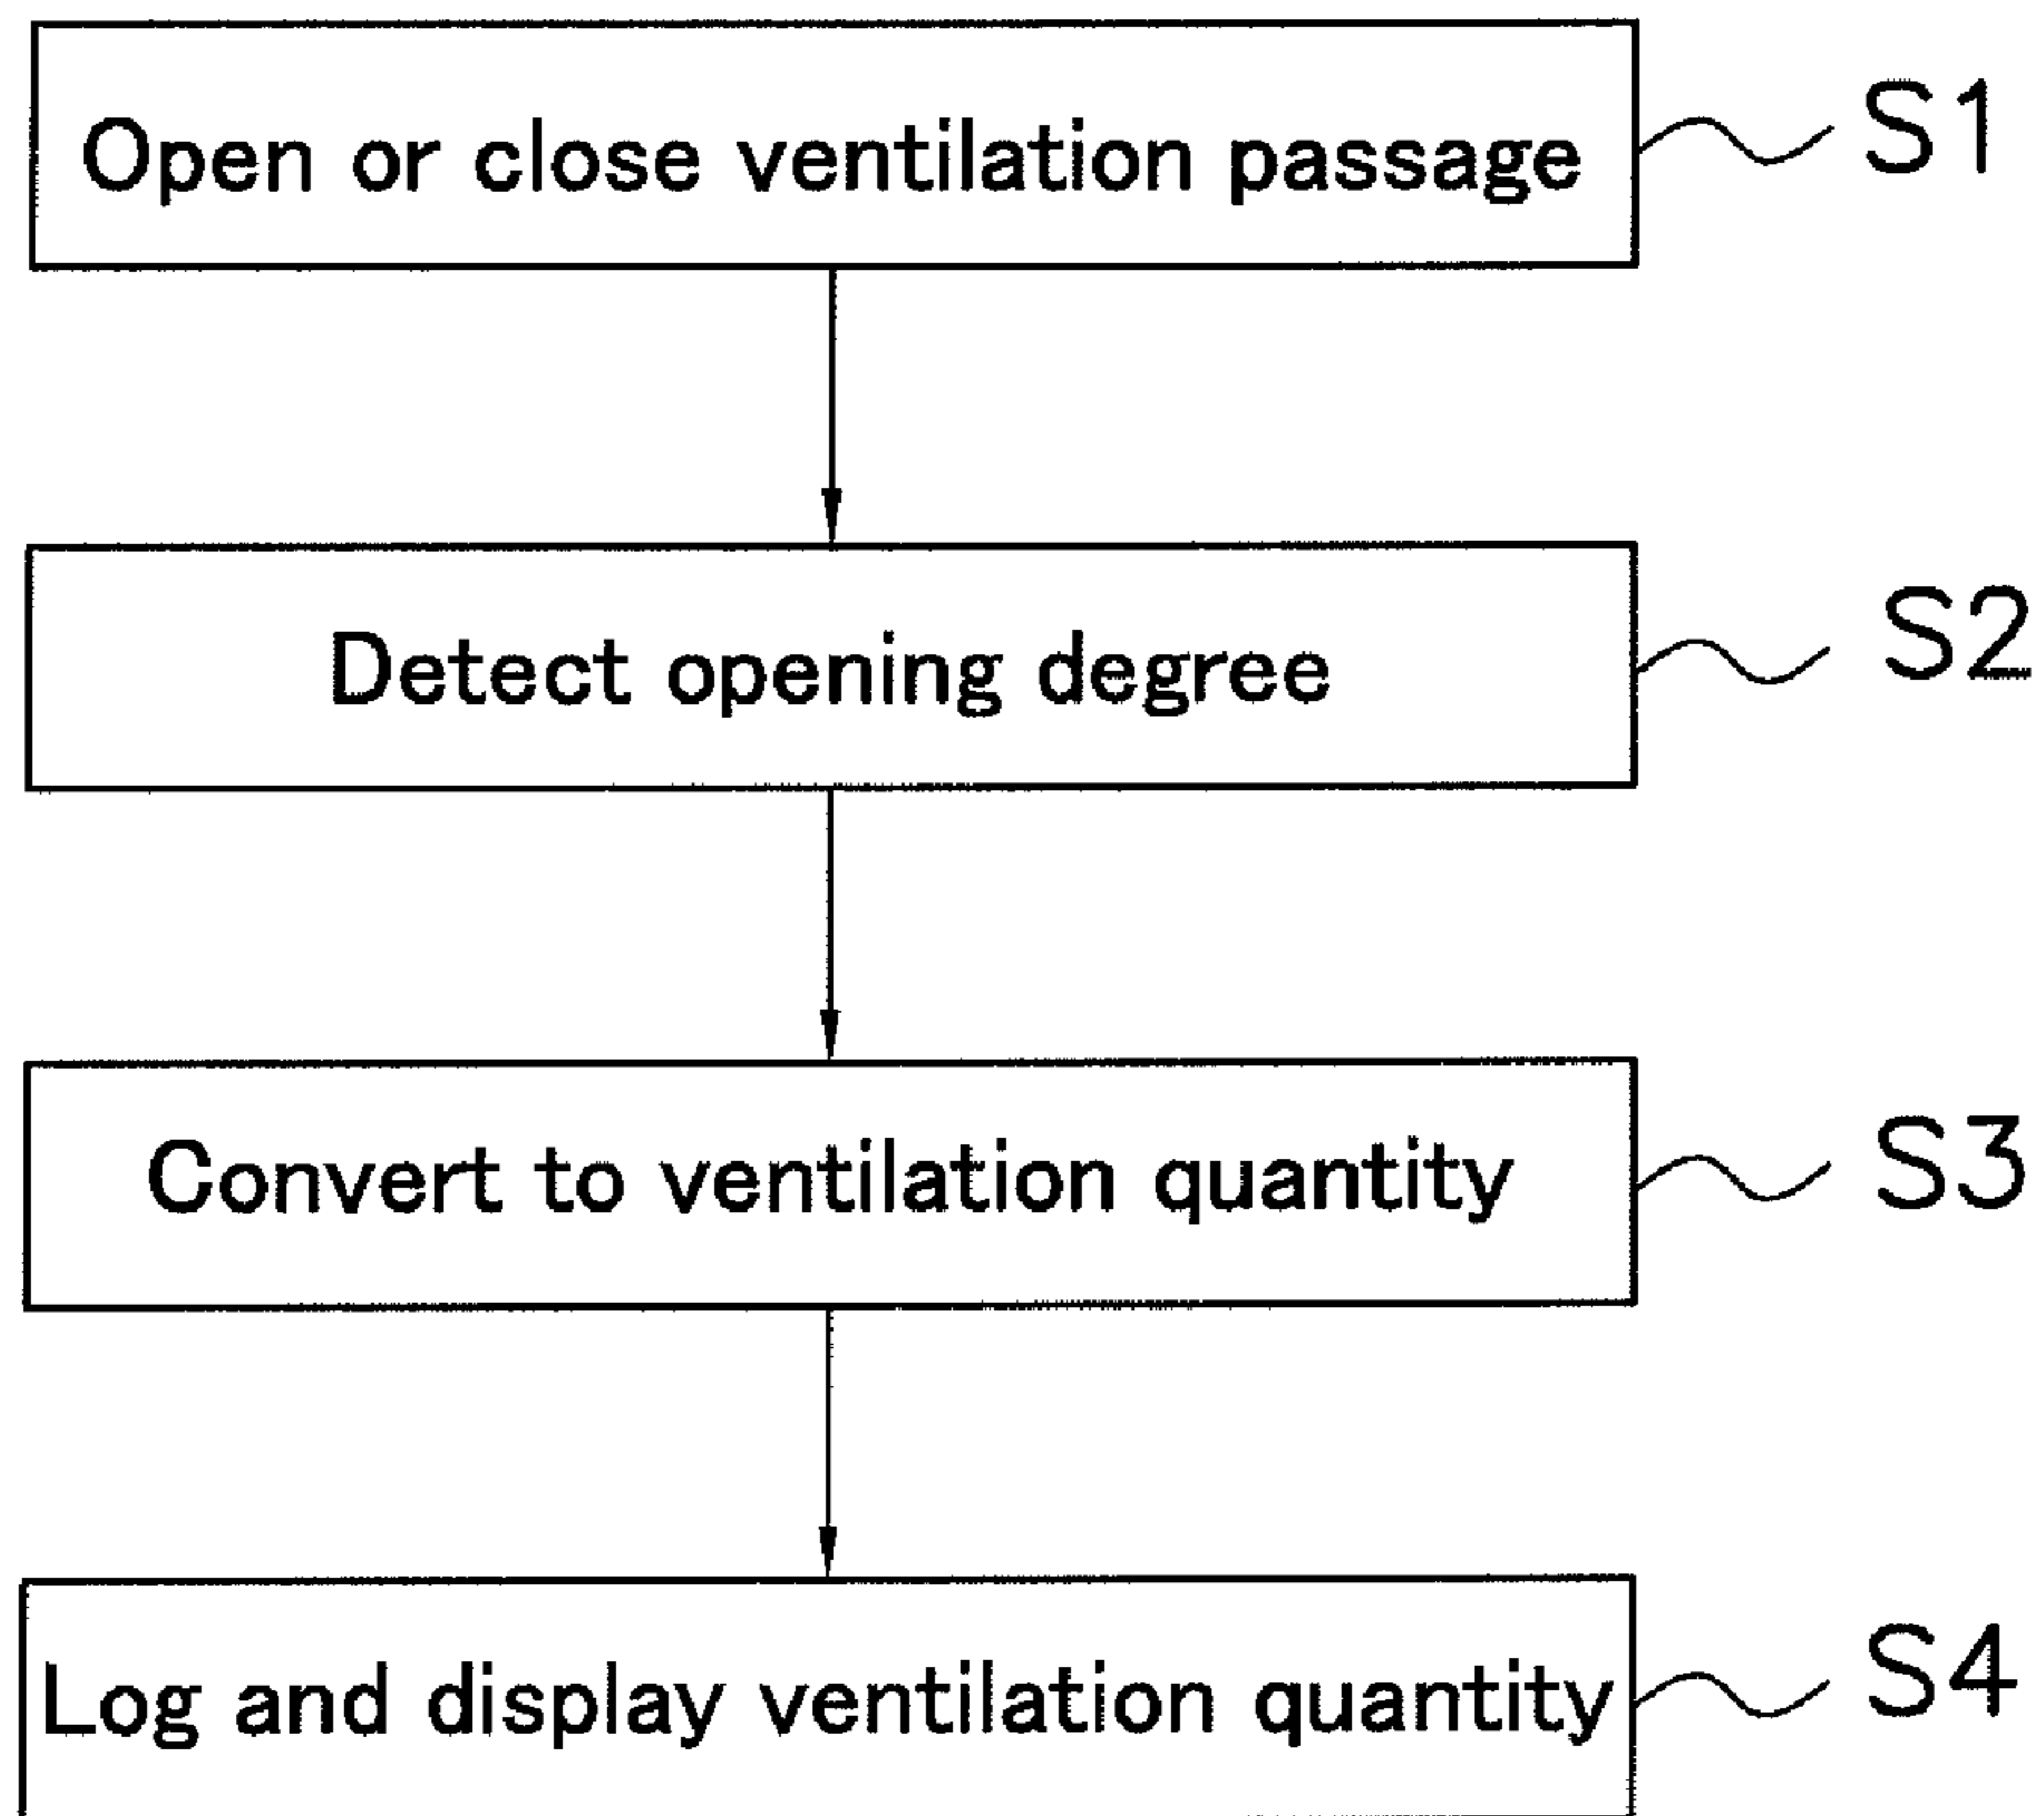 Open or close ventilation passage S1
Detect opening degree S2
Convert to ventilation quantity S3
Log and display ventilation quantity S4